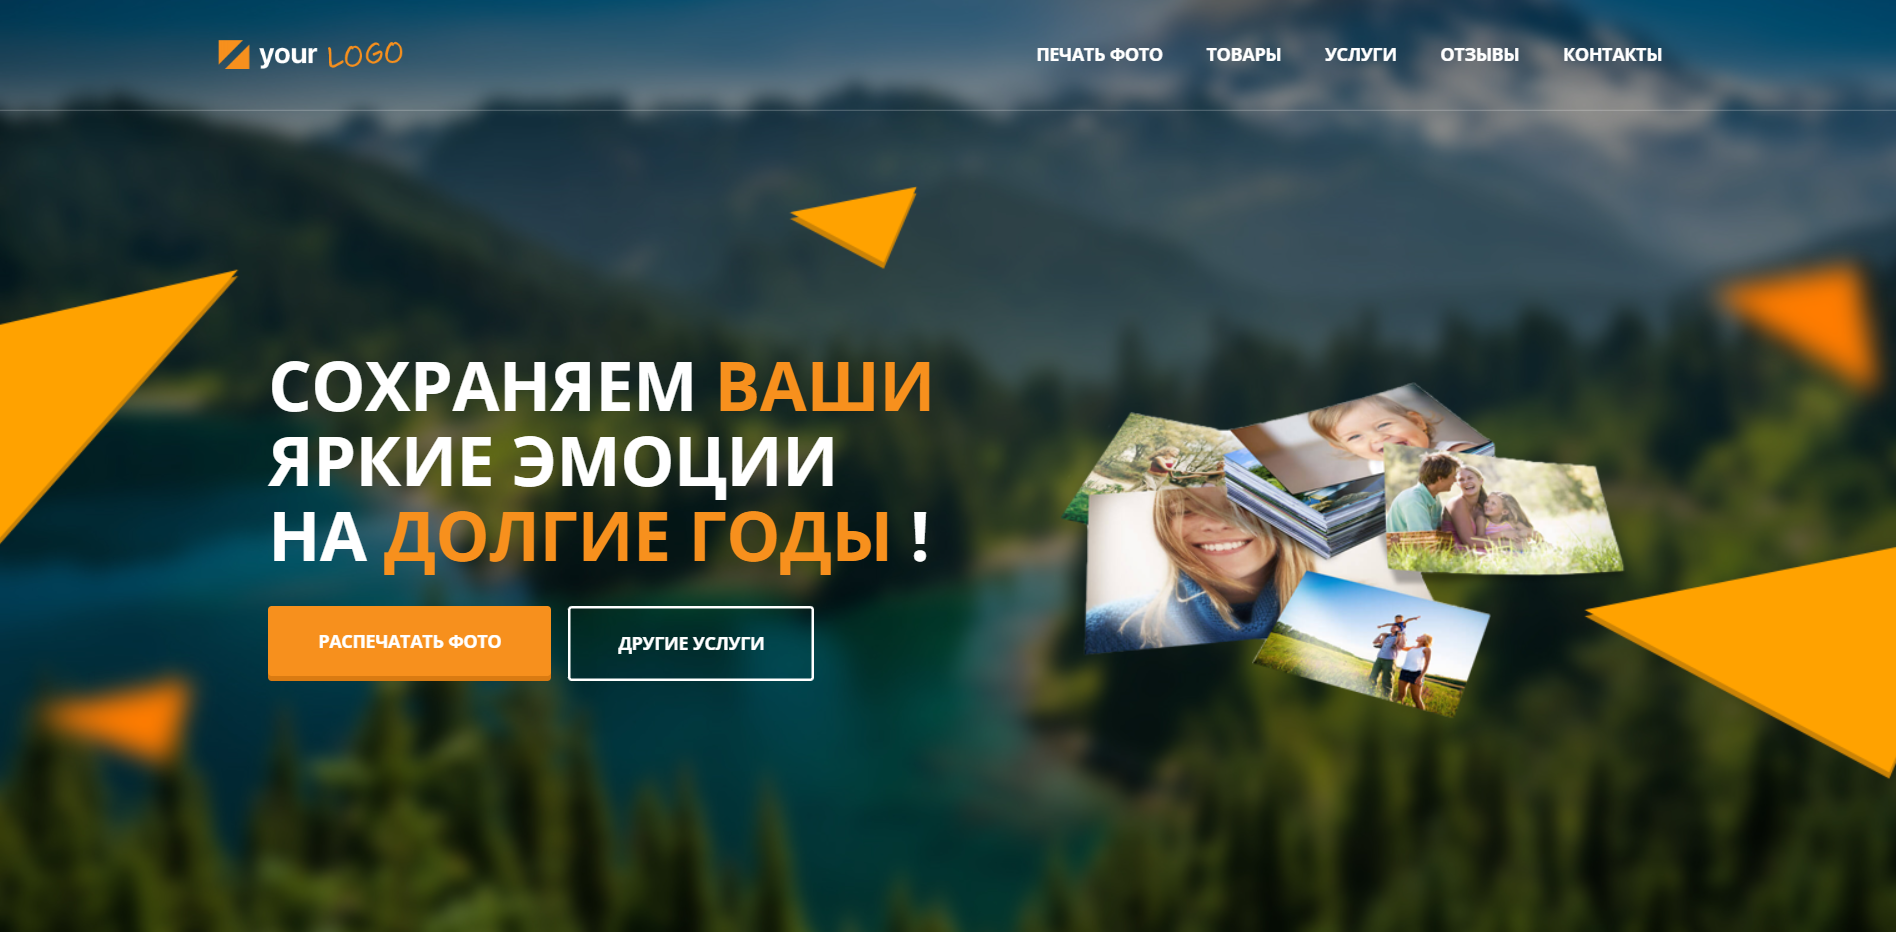 your LOGO
ПЕЧАТЬ ФОТО ТОВАРЫ УСЛУГИ ОТЗЫВЫ КОНТАКТЫ
СОХРАНЯЕМ ВАШИ
ЯРКИЕ ЭМОЦИИ
НА ДОЛГИЕ ГОДЫ !
РАСПЕЧАТАТЬ ФОТО
ДРУГИЕ УСЛУГИ